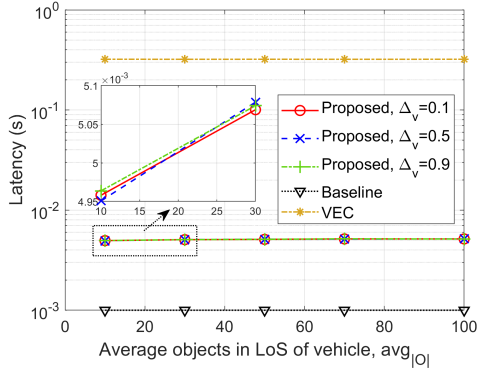 10^0
10^-1
10^-2
10^-3
Latency (s)
×10^-3
5.1
5.05
5
4.95
10 20 30
Proposed, Δ_v=0.1
Proposed, Δ_v=0.5
Proposed, Δ_v=0.9
Baseline
VEC
0 20 40 60 80 100
Average objects in LoS of vehicle, avg_|O|